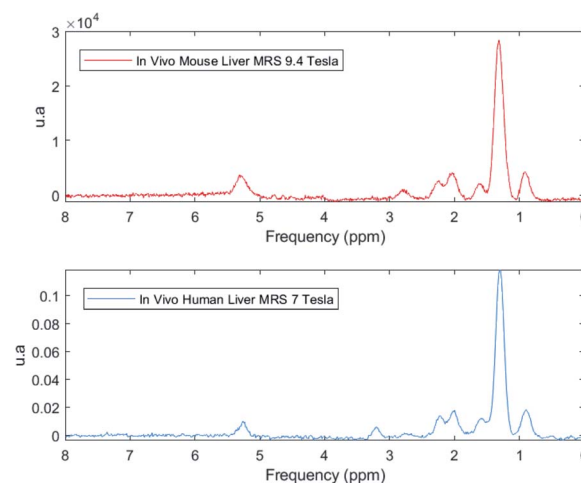 ×10⁴
3
2
1
0
u.a
In Vivo Mouse Liver MRS 9.4 Tesla
8 7 6 5 4 3 2 1 0
Frequency (ppm)
0.1
0.08
0.06
0.04
0.02
0
u.a
In Vivo Human Liver MRS 7 Tesla
8 7 6 5 4 3 2 1 0
Frequency (ppm)